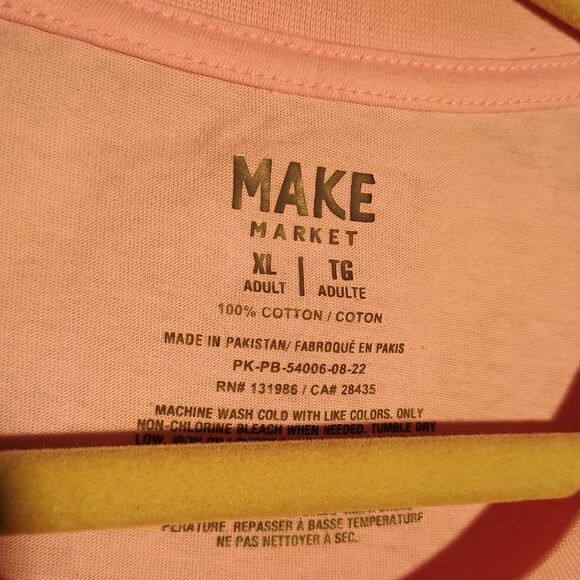 MAKE
MARKET
XL | TG
ADULT | ADULTE
100% COTTON / COTON
MADE IN PAKISTAN/ FABROQUÉ EN PAKIS
PK-PB-54006-08-22
RN# 131986 / CA# 28435
MACHINE WASH COLD WITH LIKE COLORS. ONLY
NON-CHLORINE BLEACH WHEN NEEDED. TUMBLE DRY
LOW.
PÉRATURE. REPASSER À BASSE TEMPÉRATURE
NE PAS NETTOYER À SEC.